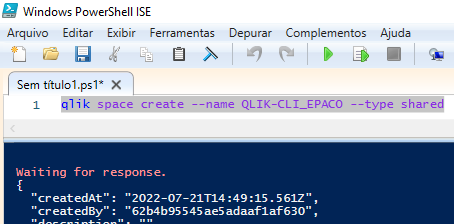 Windows PowerShell ISE
Arquivo Editar Exibir Ferramentas Depurar Complementos Ajuda
Sem título1.ps1* X
1 qlik space create --name QLIK-CLI_EPACO --type shared
Waiting for response.
{
"createdAt": "2022-07-21T14:49:15.561Z",
"createdBy": "62b4b95545ae5adaaf1af630",
"description": "",